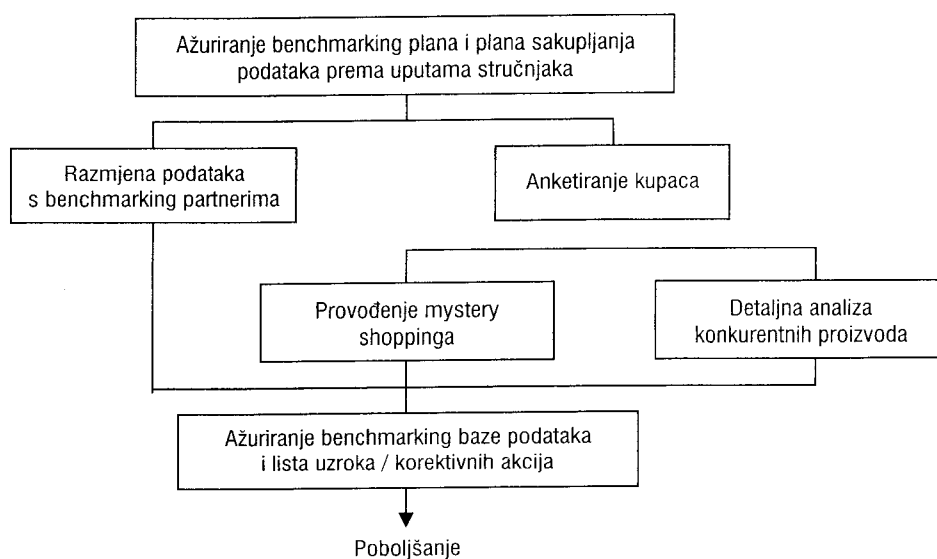 Ažuriranje benchmarking plana i plana sakupljanja
podataka prema uputama stručnjaka
Razmjena podataka
s benchmarking partnerima
Anketiranje kupaca
Provođenje mystery
shoppinga
Detaljna analiza
konkurentnih proizvoda
Ažuriranje benchmarking baze podataka
i lista uzroka / korektivnih akcija
Poboljšanje